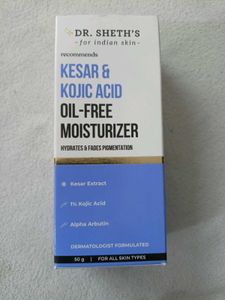 DR. SHETH'S
~for indian skin~
recommends
KESAR &
KOJIC ACID
OIL-FREE
MOISTURIZER
HYDRATES & FADES PIGMENTATION
Kesar Extract
1% Kojic Acid
Alpha Arbutin
DERMATOLOGIST FORMULATED
50 g | FOR ALL SKIN TYPES